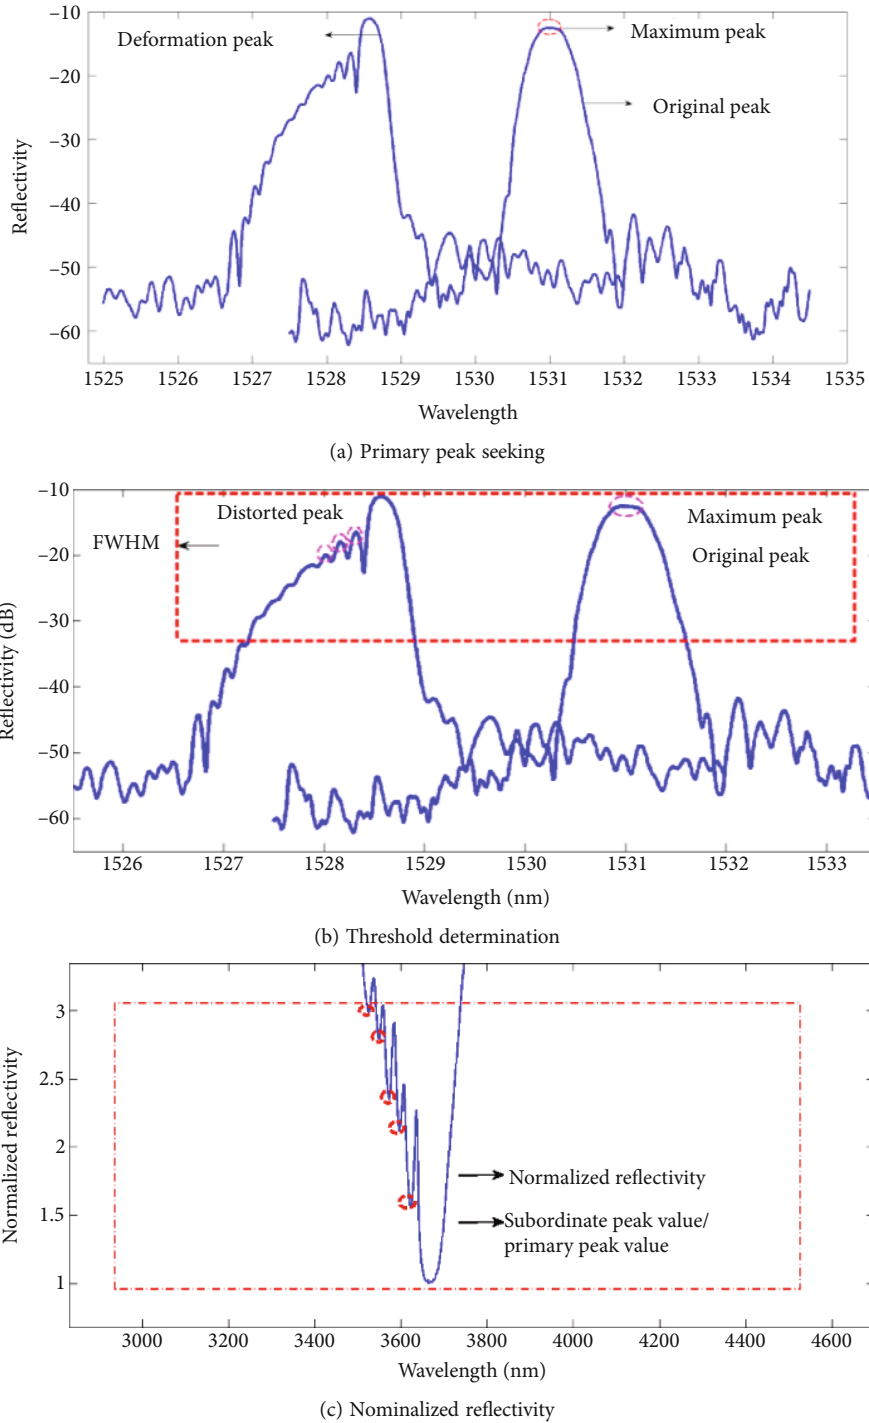 −10
Deformation peak
Maximum peak
−20
Original peak
−30
Reflectivity
−40
−50
−60
1525 1526 1527 1528 1529 1530 1531 1532 1533 1534 1535
Wavelength
(a) Primary peak seeking
−10
Distorted peak
Maximum peak
FWHM
Original peak
−20
−30
Reflectivity (dB)
−40
−50
−60
1526 1527 1528 1529 1530 1531 1532 1533
Wavelength (nm)
(b) Threshold determination
3
2.5
Normalized reflectivity
2
Normalized reflectivity
1.5
Subordinate peak value/
primary peak value
1
3000 3200 3400 3600 3800 4000 4200 4400 4600
Wavelength (nm)
(c) Nominalized reflectivity